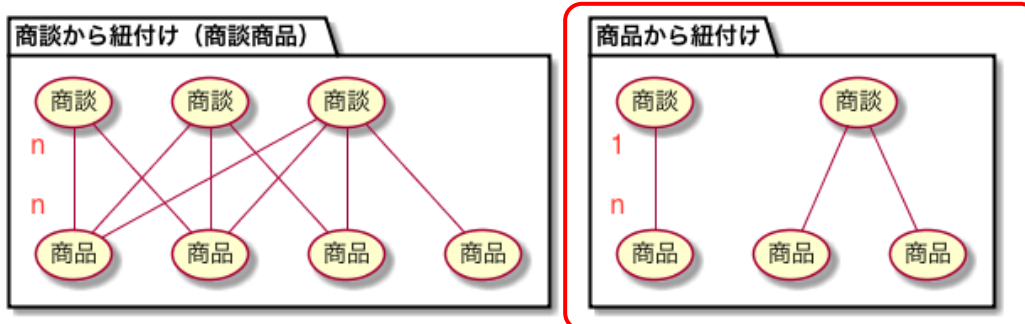 商談から紐付け（商談商品）
商談 商談 商談
n
n
商品 商品 商品 商品
商品から紐付け
商談 商談
1
n
商品 商品 商品